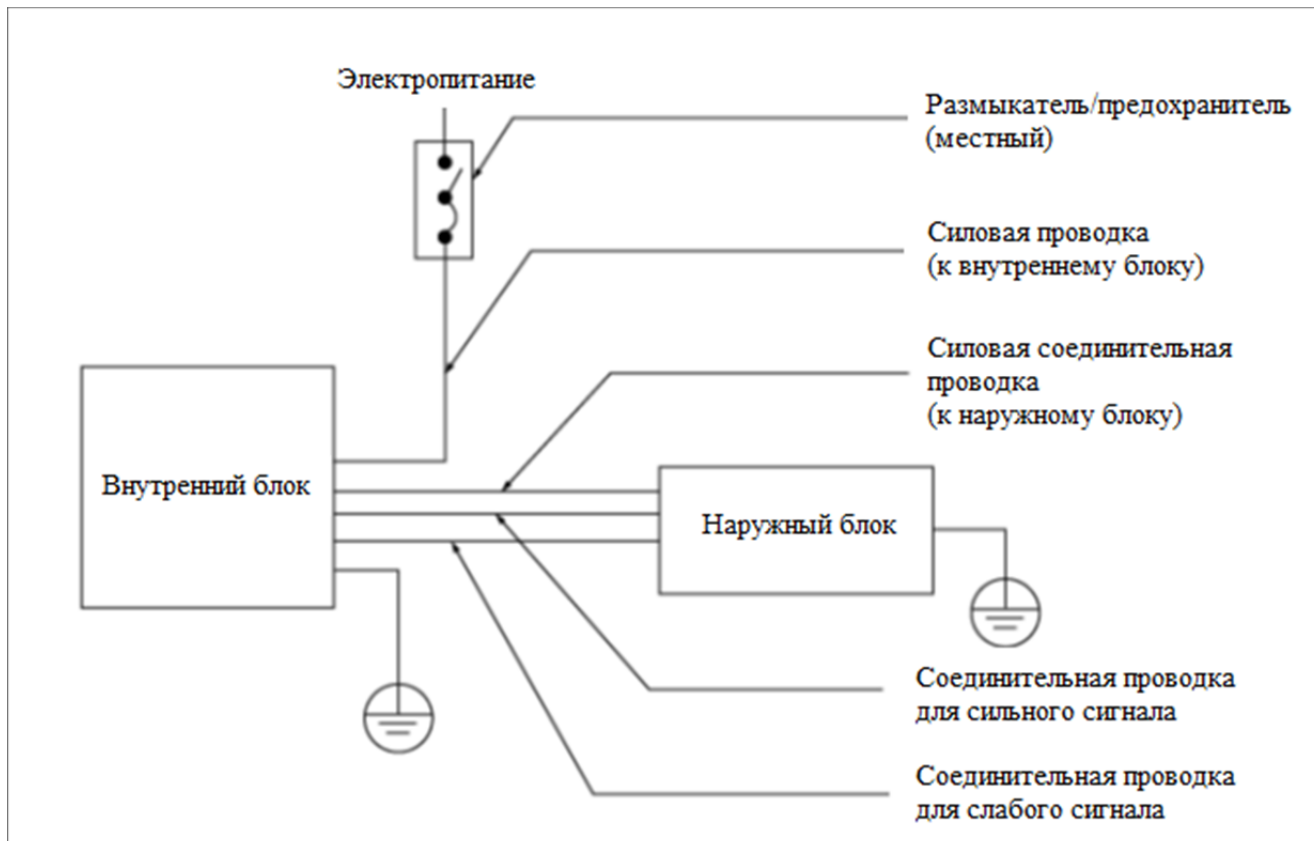 Электропитание
Размыкатель/предохранитель
(местный)
Силовая проводка
(к внутреннему блоку)
Силовая соединительная
проводка
(к наружному блоку)
Внутренний блок
Наружный блок
Соединительная проводка
для сильного сигнала
Соединительная проводка
для слабого сигнала